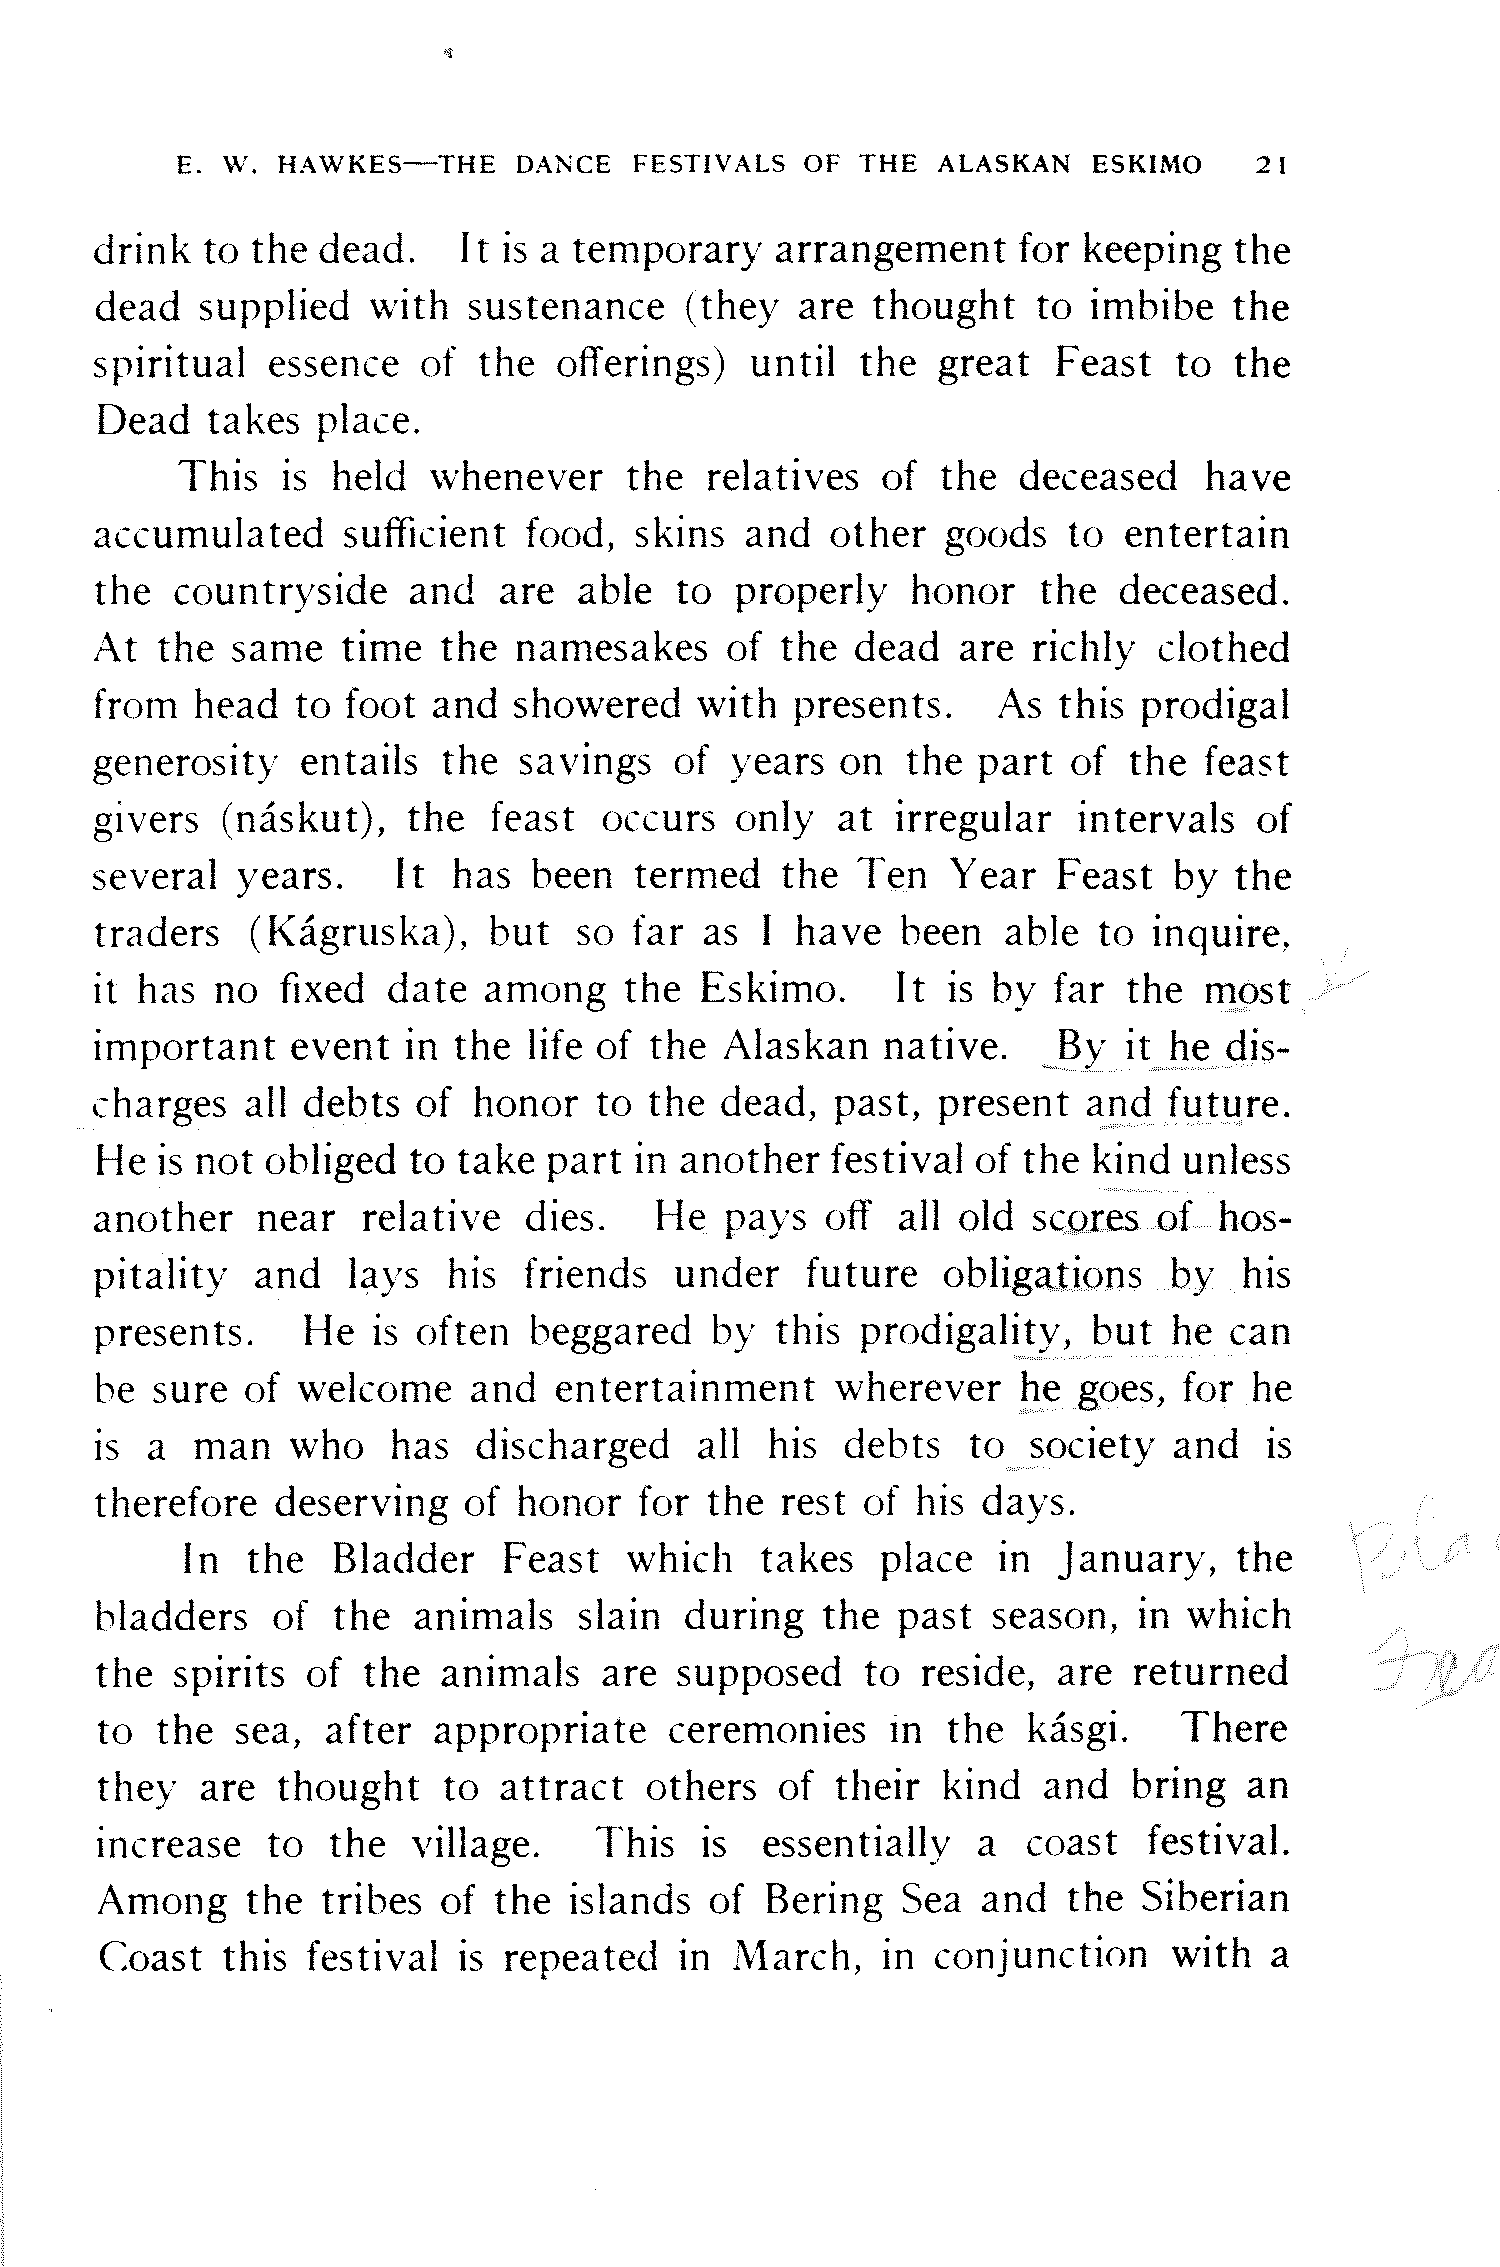 E. W. HAWKES—THE DANCE FESTIVALS OF THE ALASKAN ESKIMO 21
drink to the dead. It is a temporary arrangement for keeping the
dead supplied with sustenance (they are thought to imbibe the
spiritual essence of the offerings) until the great Feast to the
Dead takes place.
This is held whenever the relatives of the deceased have
accumulated sufficient food, skins and other goods to entertain
the countryside and are able to properly honor the deceased.
At the same time the namesakes of the dead are richly clothed
from head to foot and showered with presents. As this prodigal
generosity entails the savings of years on the part of the feast
givers (náskut), the feast occurs only at irregular intervals of
several years. It has been termed the Ten Year Feast by the
traders (Kágruska), but so far as I have been able to inquire,
it has no fixed date among the Eskimo. It is by far the most
important event in the life of the Alaskan native. By it he dis-
charges all debts of honor to the dead, past, present and future.
He is not obliged to take part in another festival of the kind unless
another near relative dies. He pays off all old scores of hos-
pitality and lays his friends under future obligations by his
presents. He is often beggared by this prodigality, but he can
be sure of welcome and entertainment wherever he goes, for he
is a man who has discharged all his debts to society and is
therefore deserving of honor for the rest of his days.
In the Bladder Feast which takes place in January, the
bladders of the animals slain during the past season, in which
the spirits of the animals are supposed to reside, are returned
to the sea, after appropriate ceremonies in the kásgi. There
they are thought to attract others of their kind and bring an
increase to the village. This is essentially a coast festival.
Among the tribes of the islands of Bering Sea and the Siberian
Coast this festival is repeated in March, in conjunction with a